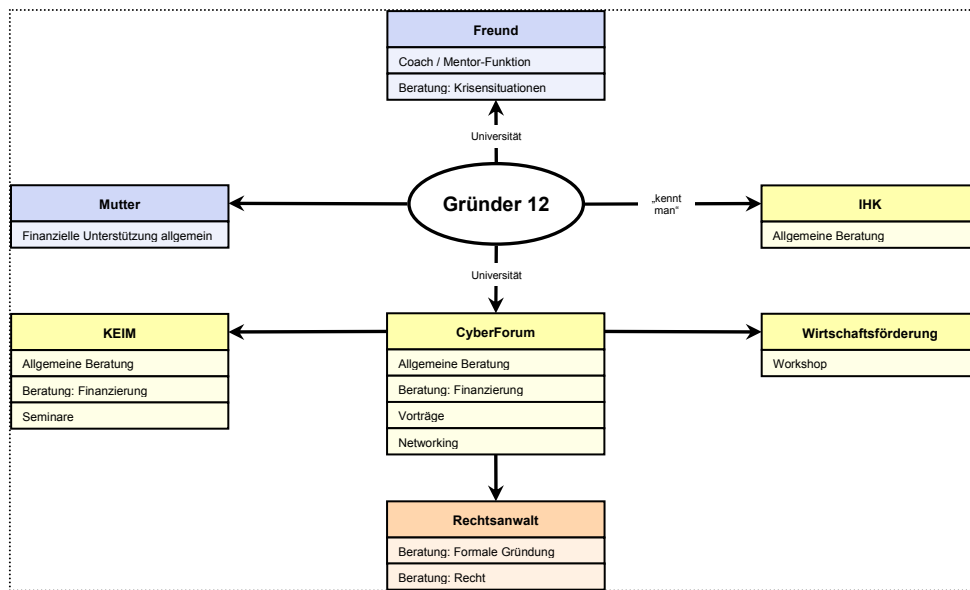 Freund
Coach / Mentor-Funktion
Beratung: Krisensituationen
Universität
Mutter
Finanzielle Unterstützung allgemein
Gründer 12
„kennt
man“
IHK
Allgemeine Beratung
Universität
KEIM
Allgemeine Beratung
Beratung: Finanzierung
Seminare
CyberForum
Allgemeine Beratung
Beratung: Finanzierung
Vorträge
Networking
Wirtschaftsförderung
Workshop
Rechtsanwalt
Beratung: Formale Gründung
Beratung: Recht